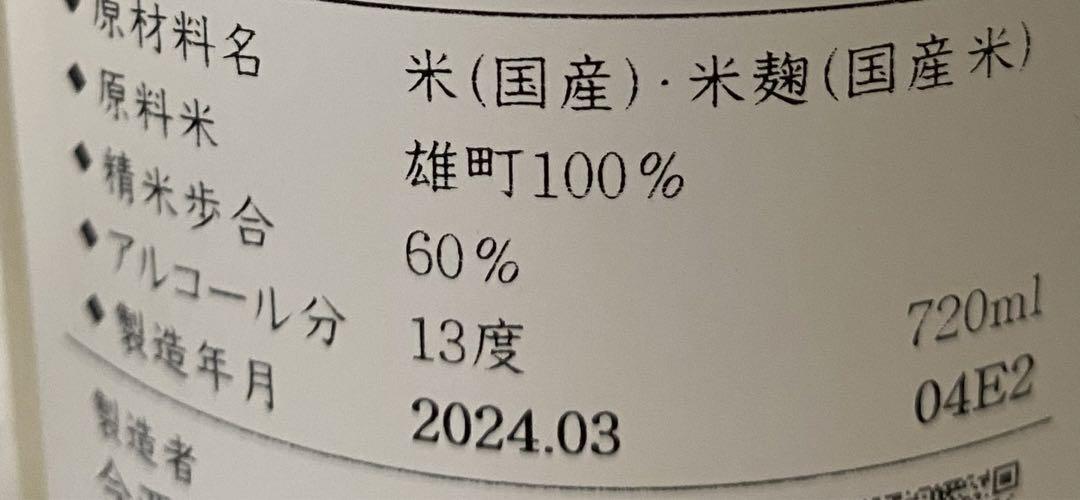 原材料名 米(国産)・米麹(国産米)
原料米 雄町100%
精米歩合 60%
アルコール分 13度 720ml
製造年月 2024.03 04E2
製造者